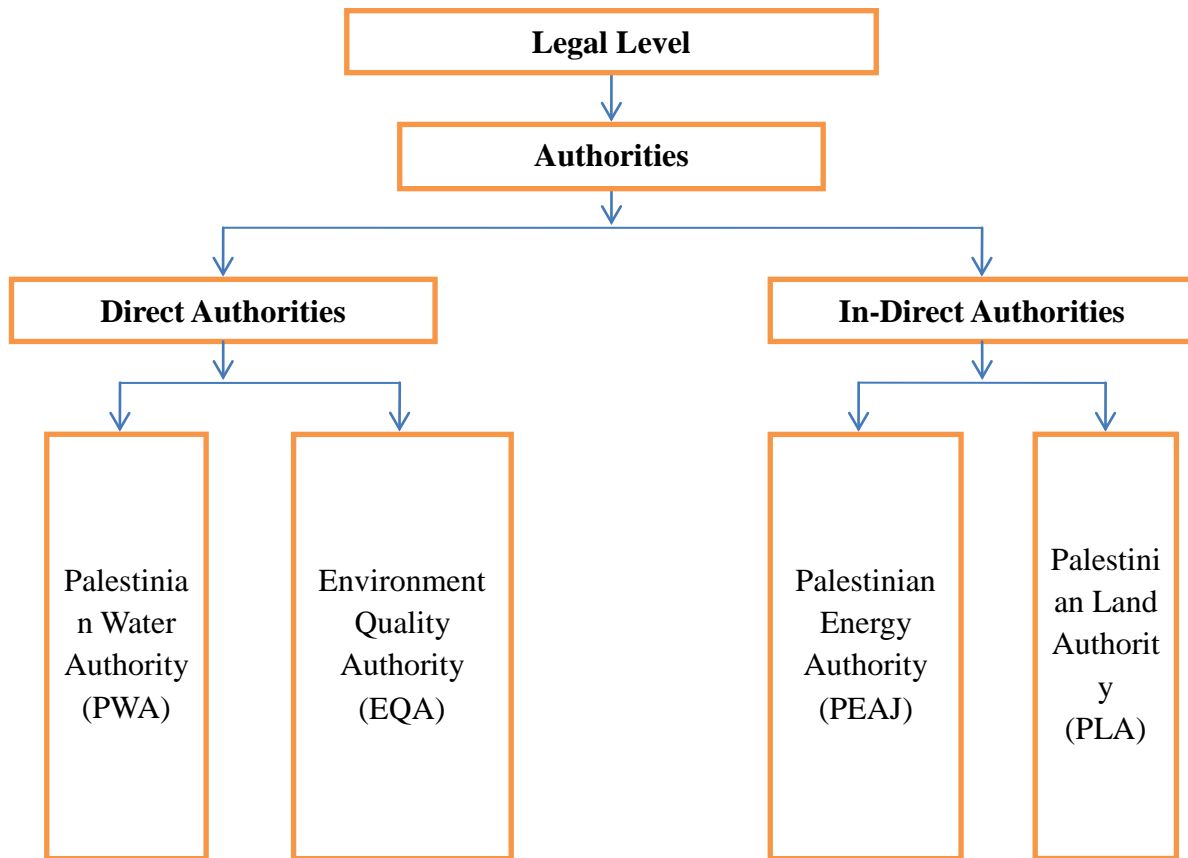 Legal Level
Authorities
Direct Authorities
In-Direct Authorities
Palestinia
n Water
Authority
(PWA)
Environment
Quality
Authority
(EQA)
Palestinian
Energy
Authority
(PEAJ)
Palestini
an Land
Authorit
y
(PLA)